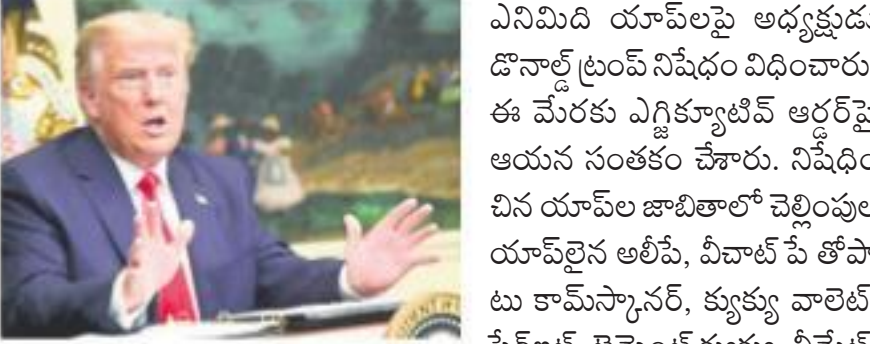 ఎనిమిది యాప్‌లపై అధ్యక్షుడు
డొనాల్డ్ ట్రంప్ నిషేధం విధించారు.
ఈ మేరకు ఎగ్జిక్యూటివ్ ఆర్డర్‌పై
ఆయన సంతకం చేశారు. నిషేధిం
చిన యాప్‌ల జాబితాలో చెల్లింపుల
యాప్‌లైన అలీపే, వీచాట్ పే తోపా
టు కామ్‌స్కానర్, క్యుక్యు వాలెట్,